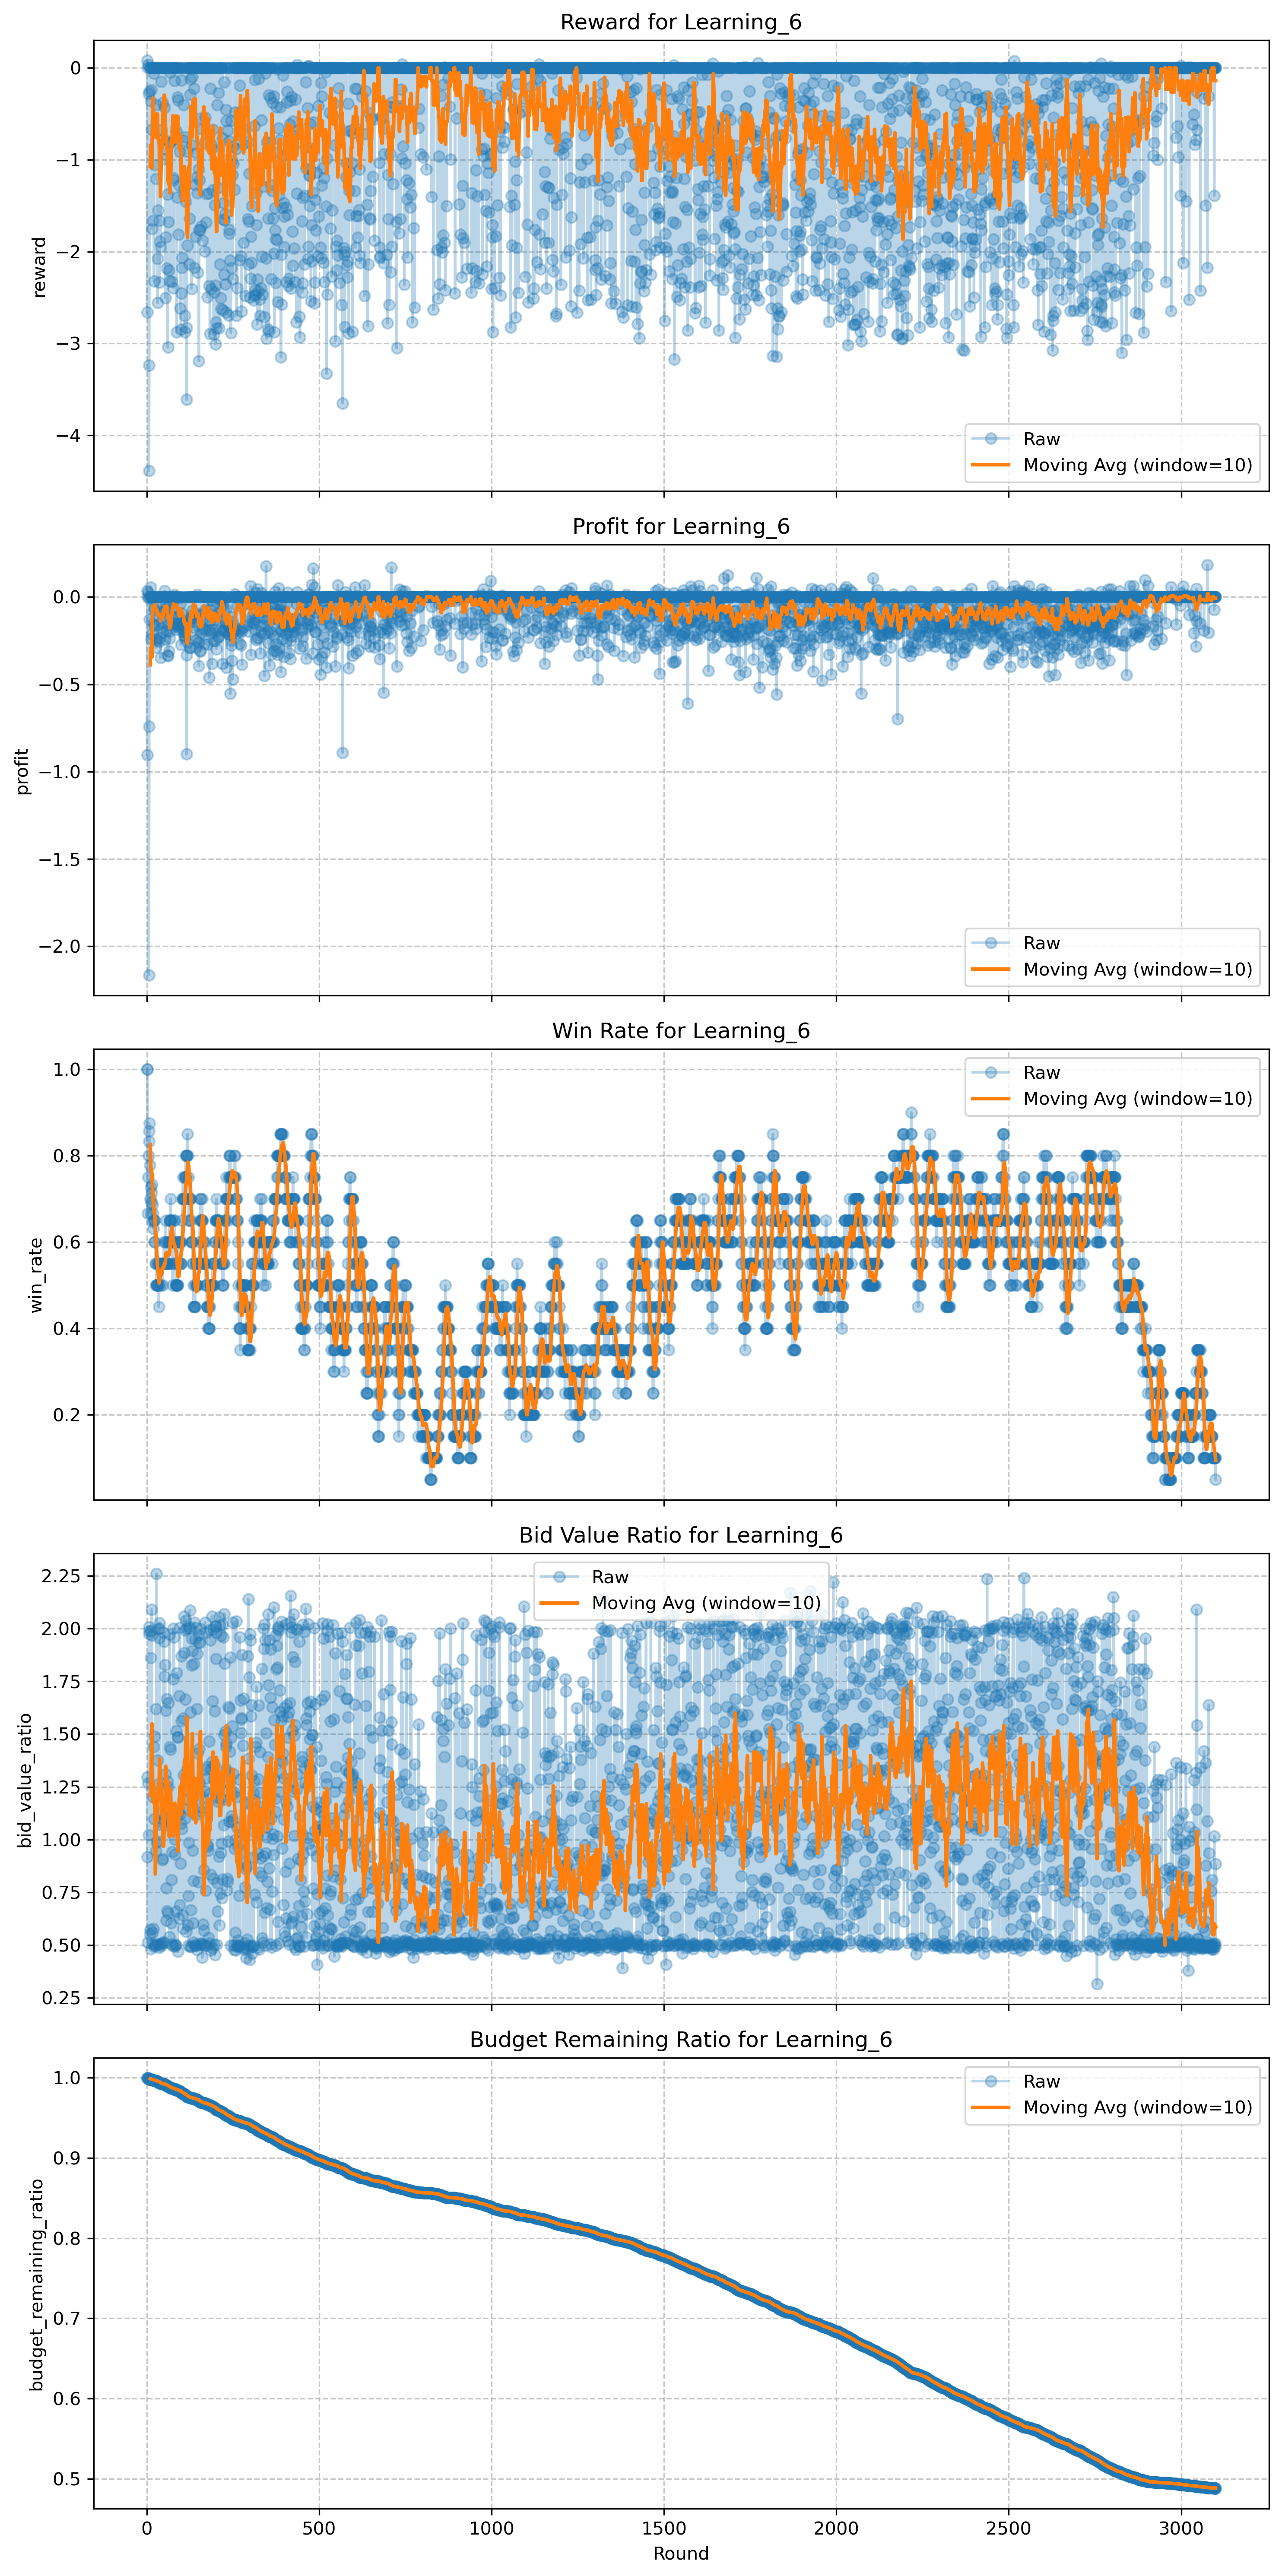 Reward for Learning_6
0
−1
−2
−3
−4
reward
Raw
Moving Avg (window=10)
Profit for Learning_6
0.0
−0.5
−1.0
−1.5
−2.0
profit
Raw
Moving Avg (window=10)
Win Rate for Learning_6
1.0
0.8
0.6
0.4
0.2
win_rate
Raw
Moving Avg (window=10)
Bid Value Ratio for Learning_6
2.25
2.00
1.75
1.50
1.25
1.00
0.75
0.50
0.25
bid_value_ratio
Raw
Moving Avg (window=10)
Budget Remaining Ratio for Learning_6
1.0
0.9
0.8
0.7
0.6
0.5
budget_remaining_ratio
Raw
Moving Avg (window=10)
0 500 1000 1500 2000 2500 3000
Round